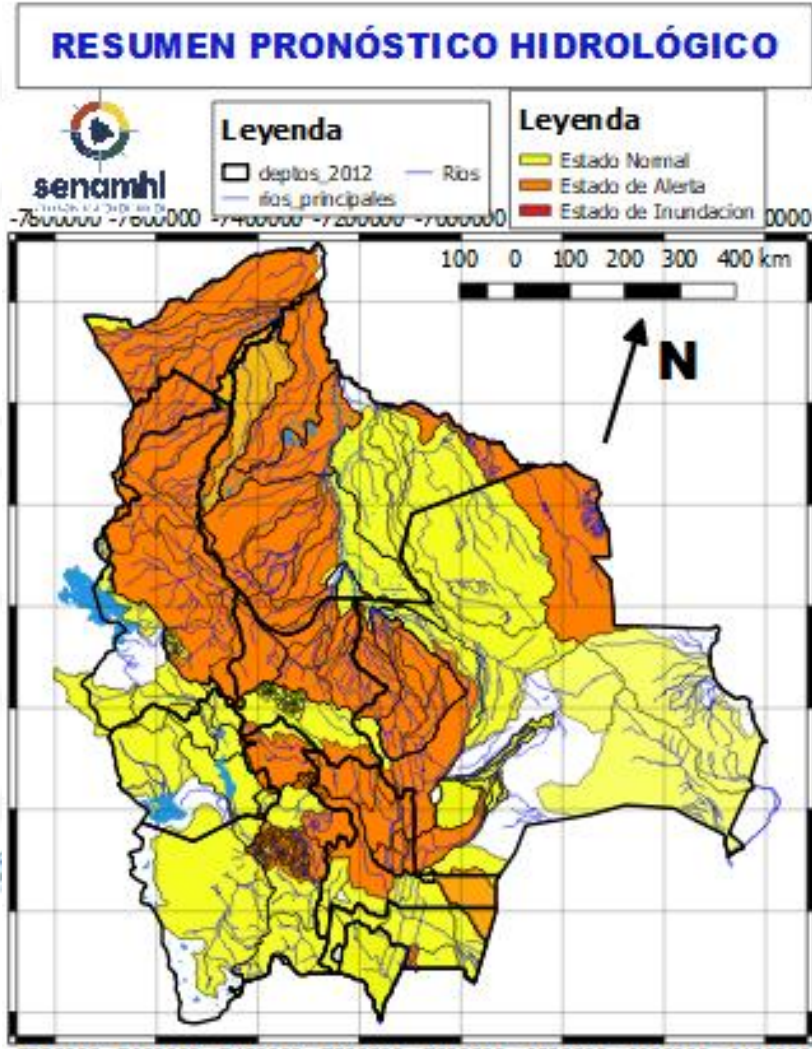 RESUMEN PRONÓSTICO HIDROLÓGICO
senamhi
Leyenda
deptos_2012
Rios
rios_principales
Leyenda
Estado Normal
Estado de Alerta
Estado de Inundacion
-7800000 -7600000 -7400000 -7200000 -7000000
100 0 100 200 300 400 km
N